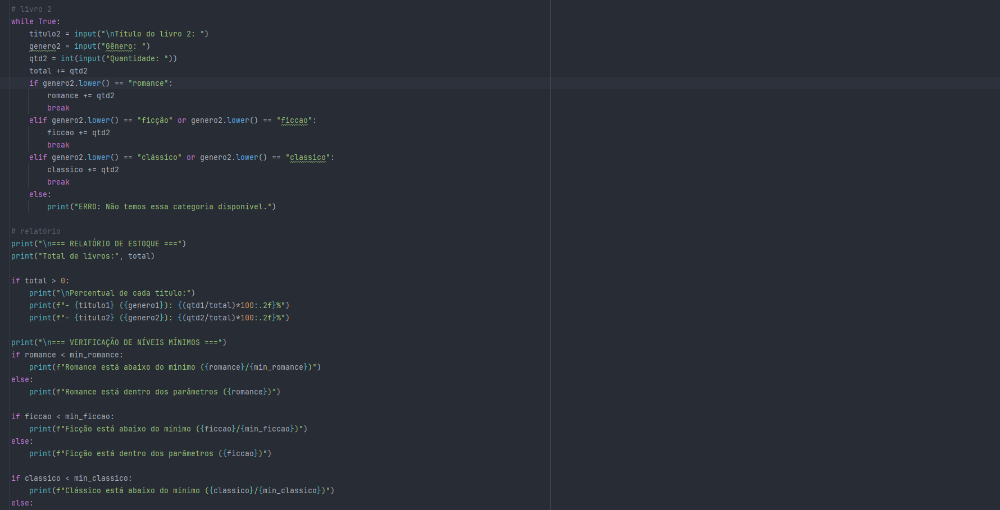 # livro 2
while True:
    titulo2 = input("\nTítulo do livro 2: ")
    genero2 = input("Gênero: ")
    qtd2 = int(input("Quantidade: "))
    total += qtd2
    if genero2.lower() == "romance":
        romance += qtd2
        break
    elif genero2.lower() == "ficção" or genero2.lower() == "ficcao":
        ficcao += qtd2
        break
    elif genero2.lower() == "clássico" or genero2.lower() == "classico":
        classico += qtd2
        break
    else:
        print("ERRO: Não temos essa categoria disponível.")

# relatório
print("\n=== RELATÓRIO DE ESTOQUE ===")
print("Total de livros:", total)

if total > 0:
    print("\nPercentual de cada título:")
    print(f"- {titulo1} ({genero1}): {(qtd1/total)*100:.2f}%")
    print(f"- {titulo2} ({genero2}): {(qtd2/total)*100:.2f}%")

print("\n=== VERIFICAÇÃO DE NÍVEIS MÍNIMOS ===")
if romance < min_romance:
    print(f"Romance está abaixo do mínimo ({romance}/{min_romance})")
else:
    print(f"Romance está dentro dos parâmetros ({romance})")

if ficcao < min_ficcao:
    print(f"Ficção está abaixo do mínimo ({ficcao}/{min_ficcao})")
else:
    print(f"Ficção está dentro dos parâmetros ({ficcao})")

if classico < min_classico:
    print(f"Clássico está abaixo do mínimo ({classico}/{min_classico})")
else: